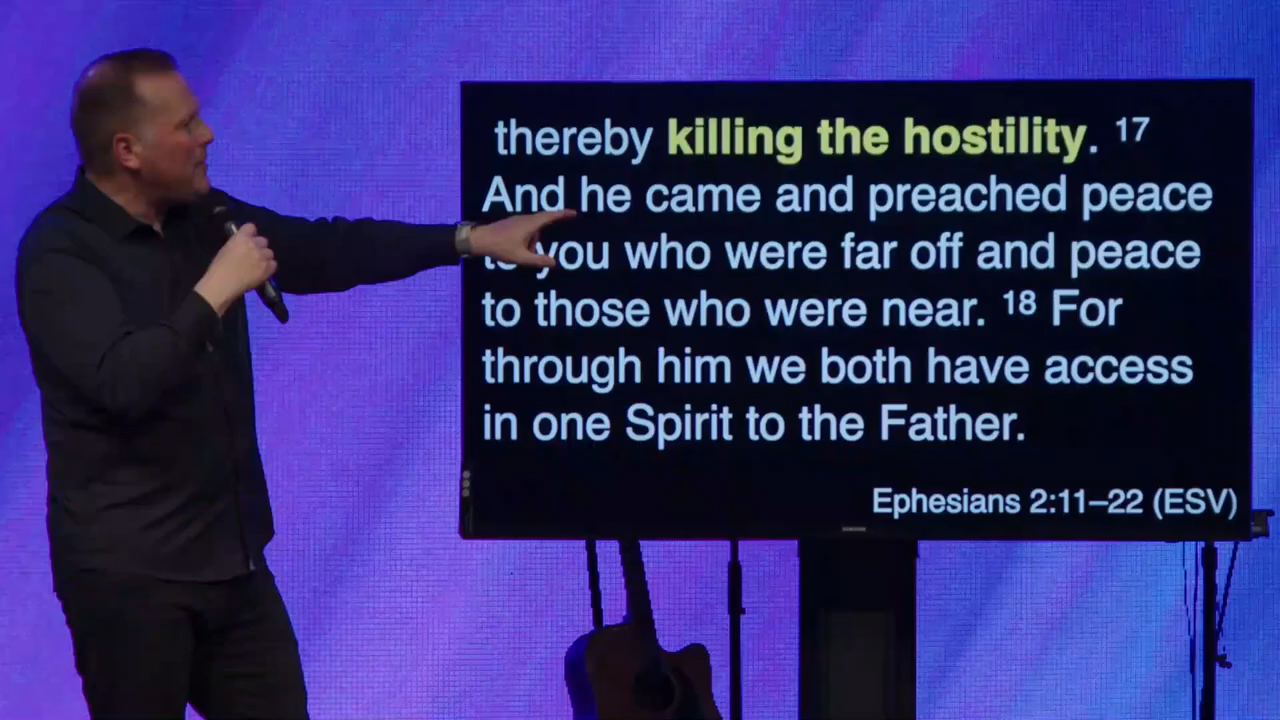 thereby killing the hostility. 17
And he came and preached peace
to you who were far off and peace
to those who were near. 18 For
through him we both have access
in one Spirit to the Father.
Ephesians 2:11–22 (ESV)